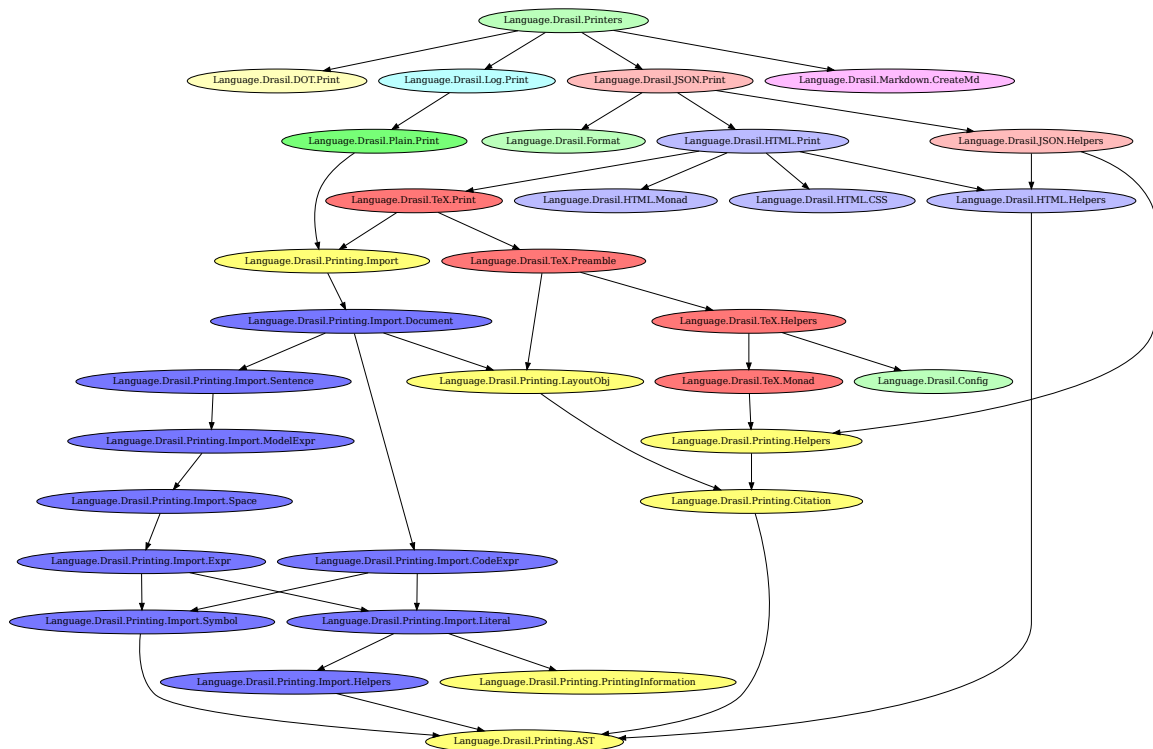 Language.Drasil.Printers
Language.Drasil.DOT.Print
Language.Drasil.Log.Print
Language.Drasil.JSON.Print
Language.Drasil.Markdown.CreateMd
Language.Drasil.Plain.Print
Language.Drasil.Format
Language.Drasil.HTML.Print
Language.Drasil.JSON.Helpers
Language.Drasil.TeX.Print
Language.Drasil.HTML.Monad
Language.Drasil.HTML.CSS
Language.Drasil.HTML.Helpers
Language.Drasil.Printing.Import
Language.Drasil.TeX.Preamble
Language.Drasil.Printing.Import.Document
Language.Drasil.TeX.Helpers
Language.Drasil.Printing.Import.Sentence
Language.Drasil.Printing.LayoutObj
Language.Drasil.TeX.Monad
Language.Drasil.Config
Language.Drasil.Printing.Import.ModelExpr
Language.Drasil.Printing.Helpers
Language.Drasil.Printing.Import.Space
Language.Drasil.Printing.Citation
Language.Drasil.Printing.Import.Expr
Language.Drasil.Printing.Import.CodeExpr
Language.Drasil.Printing.Import.Symbol
Language.Drasil.Printing.Import.Literal
Language.Drasil.Printing.Import.Helpers
Language.Drasil.Printing.PrintingInformation
Language.Drasil.Printing.AST